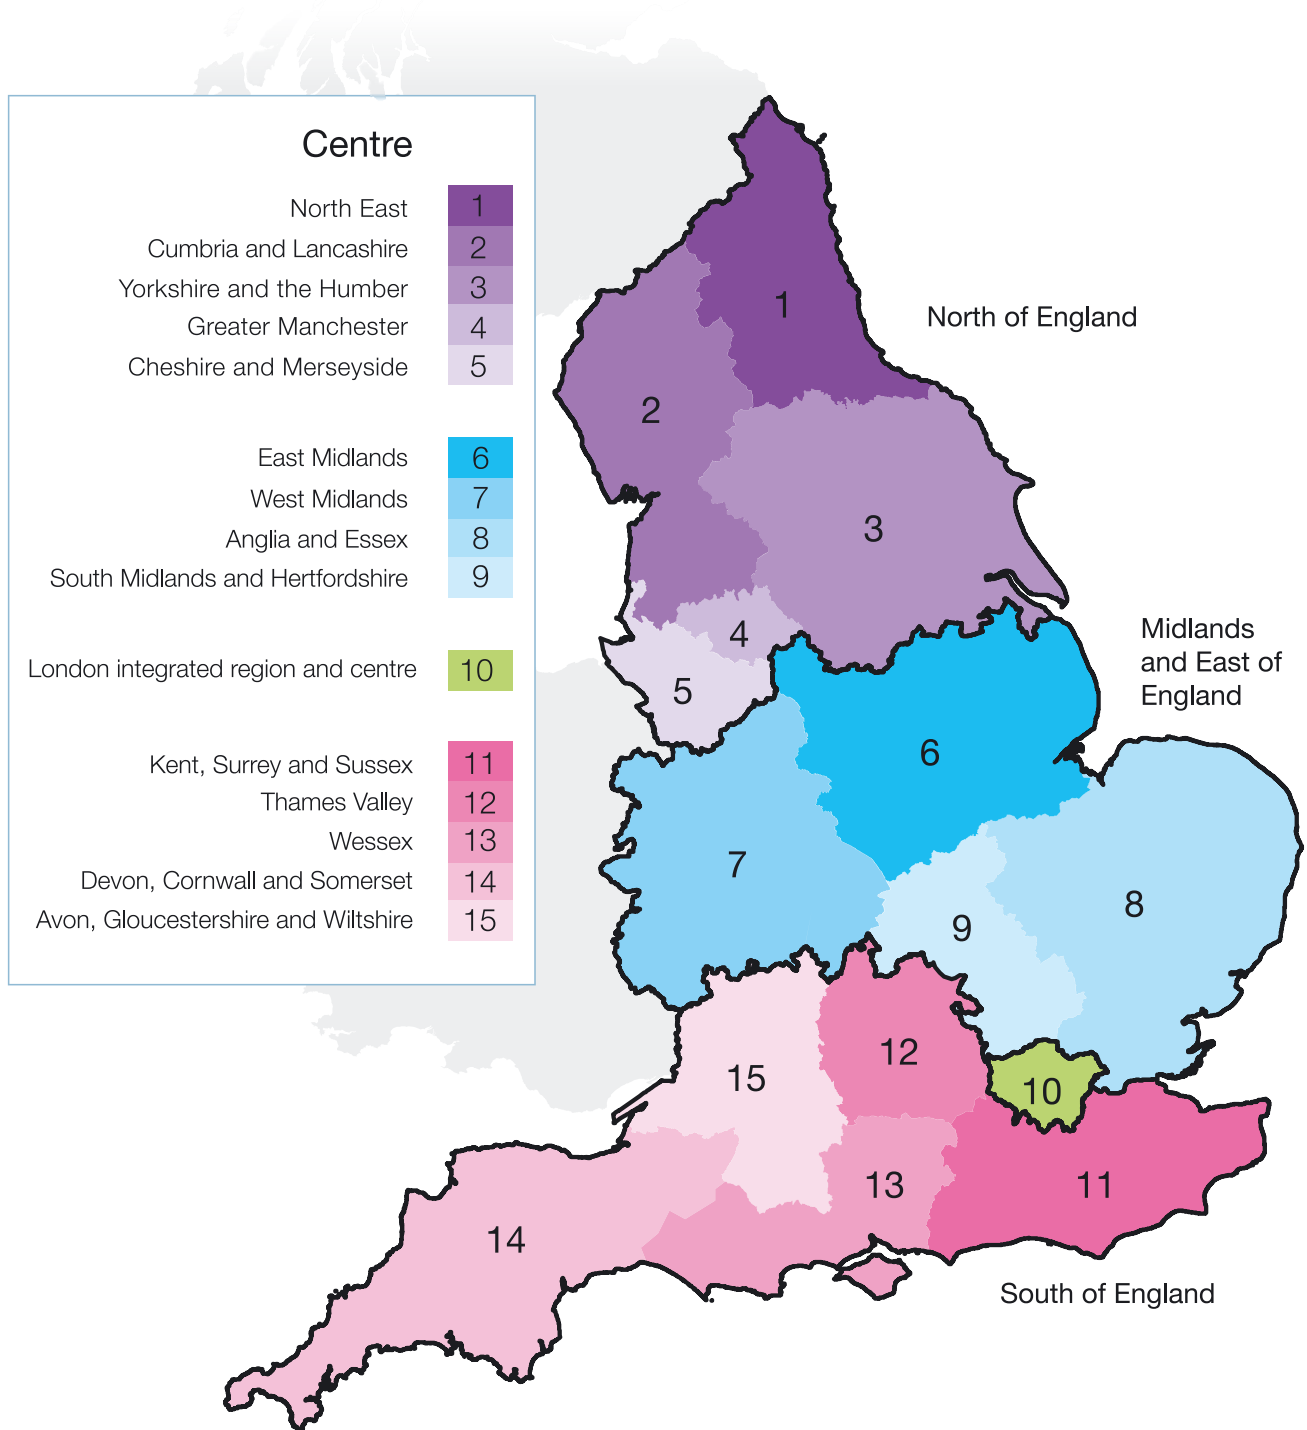 Centre
North East 1
Cumbria and Lancashire 2
Yorkshire and the Humber 3
Greater Manchester 4
Cheshire and Merseyside 5
East Midlands 6
West Midlands 7
Anglia and Essex 8
South Midlands and Hertfordshire 9
London integrated region and centre 10
Kent, Surrey and Sussex 11
Thames Valley 12
Wessex 13
Devon, Cornwall and Somerset 14
Avon, Gloucestershire and Wiltshire 15
1
North of England
2
3
4
5
Midlands
and East of
England
6
7
8
9
10
12
15
11
13
14
South of England